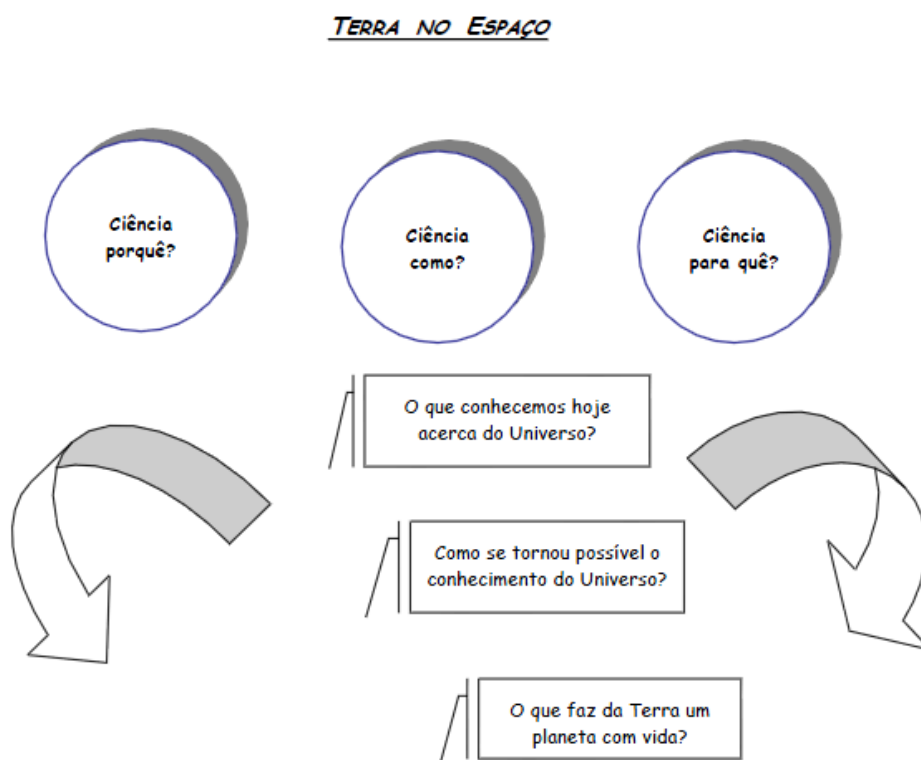 TERRA NO ESPAÇO
Ciência
porquê?
Ciência
como?
Ciência
para quê?
O que conhecemos hoje
acerca do Universo?
Como se tornou possível o
conhecimento do Universo?
O que faz da Terra um
planeta com vida?